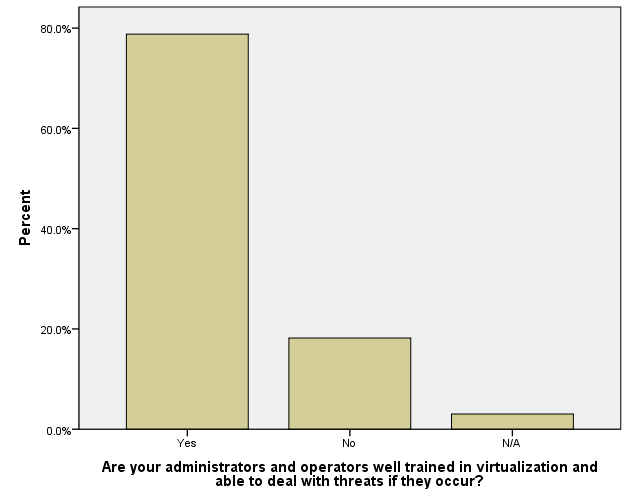 80.0%
60.0%
40.0%
20.0%
0.0%
Percent
Yes No N/A
Are your administrators and operators well trained in virtualization and
able to deal with threats if they occur?